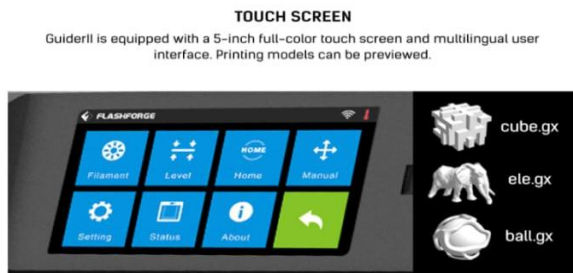 TOUCH SCREEN
GuiderII is equipped with a 5-inch full-color touch screen and multilingual user
interface. Printing models can be previewed.
FLASHFORGE
Filament
Level
HOME
Home
Manual
Setting
Status
About
cube.gx
ele.gx
ball.gx